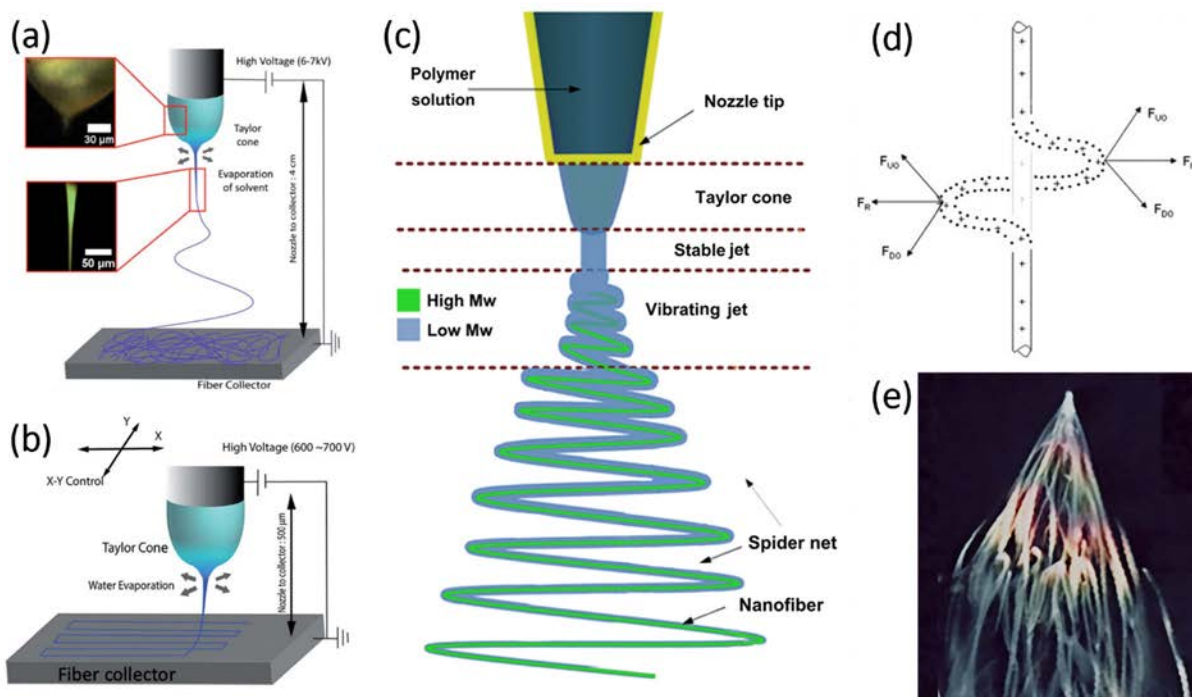 (a)
High Voltage (6-7kV)
30 μm
Taylor
cone
Evaporation
of solvent
50 μm
Nozzle to collector : 4 cm
Fiber Collector
(b)
Y
X
X-Y Control
High Voltage (600 ~700 V)
Taylor Cone
Water Evaporation
Nozzle to collector : 500 μm
Fiber collector
(c)
Polymer
solution
Nozzle tip
Taylor cone
Stable jet
High Mw
Low Mw
Vibrating jet
Spider net
Nanofiber
(d)
FUO
FDO
FUO
FR
FDO
(e)